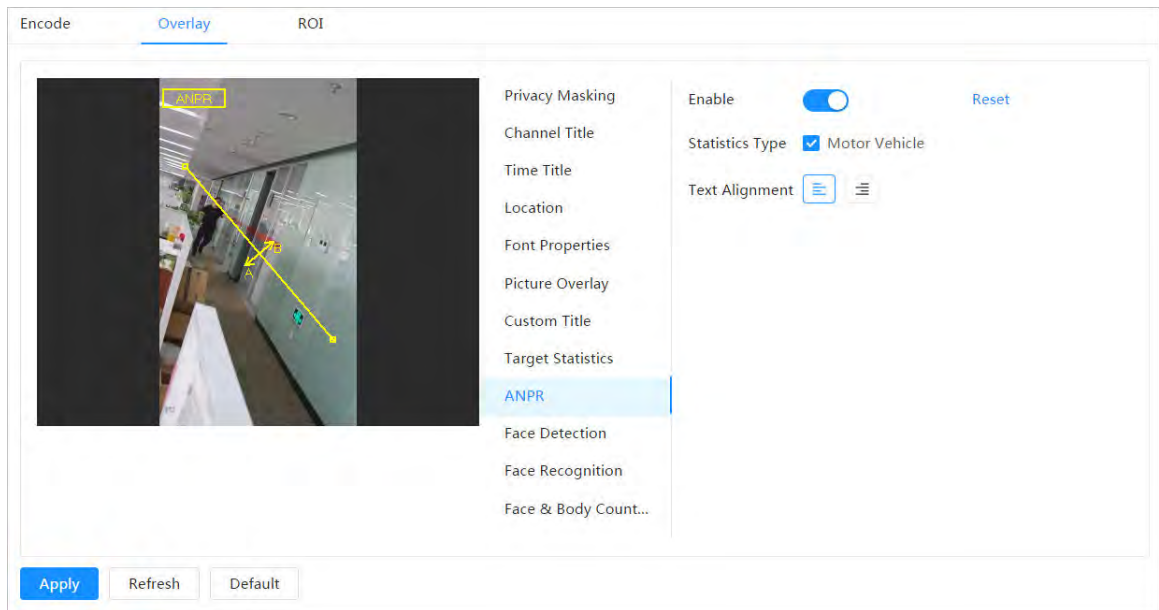 Encode Overlay ROI
ANPR
B
A
Privacy Masking
Channel Title
Time Title
Location
Font Properties
Picture Overlay
Custom Title
Target Statistics
ANPR
Face Detection
Face Recognition
Face & Body Count...
Enable Reset
Statistics Type Motor Vehicle
Text Alignment
Apply Refresh Default